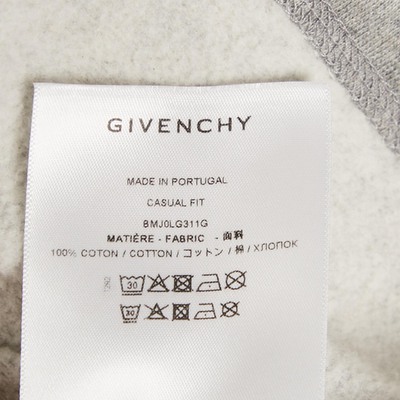 GIVENCHY
MADE IN PORTUGAL
CASUAL FIT
BMJ0LG311G
MATIÈRE - FABRIC - 面料
100% COTON / COTTON / コットン / 棉 / ХЛОПОК
30